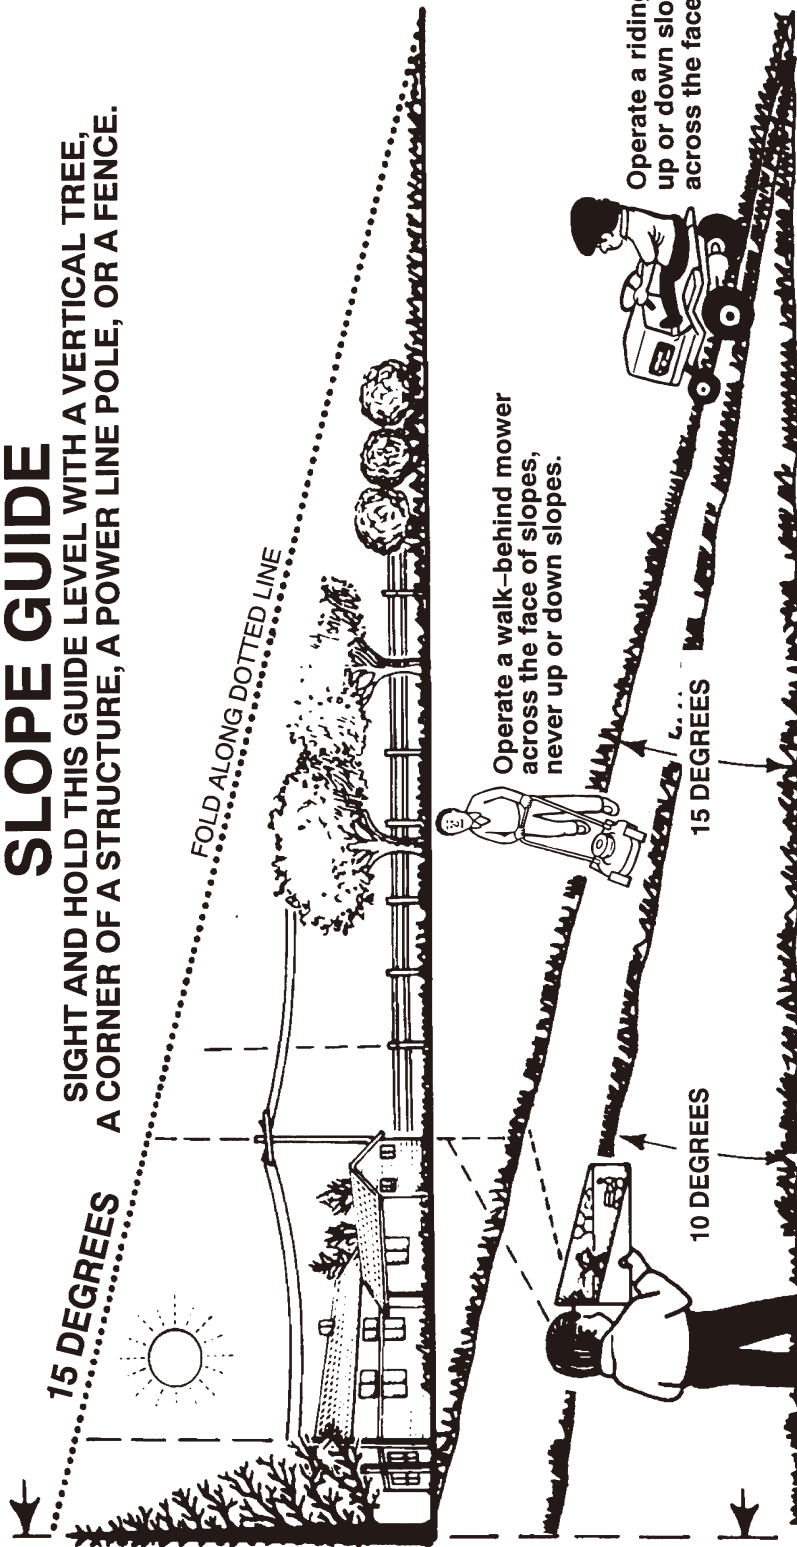 SLOPE GUIDE
SIGHT AND HOLD THIS GUIDE LEVEL WITH A VERTICAL TREE,
A CORNER OF A STRUCTURE, A POWER LINE POLE, OR A FENCE.
15 DEGREES
FOLD ALONG DOTTED LINE
Operate a walk-behind mower
across the face of slopes,
never up or down slopes.
Operate a riding
up or down
across the face
15 DEGREES
10 DEGREES